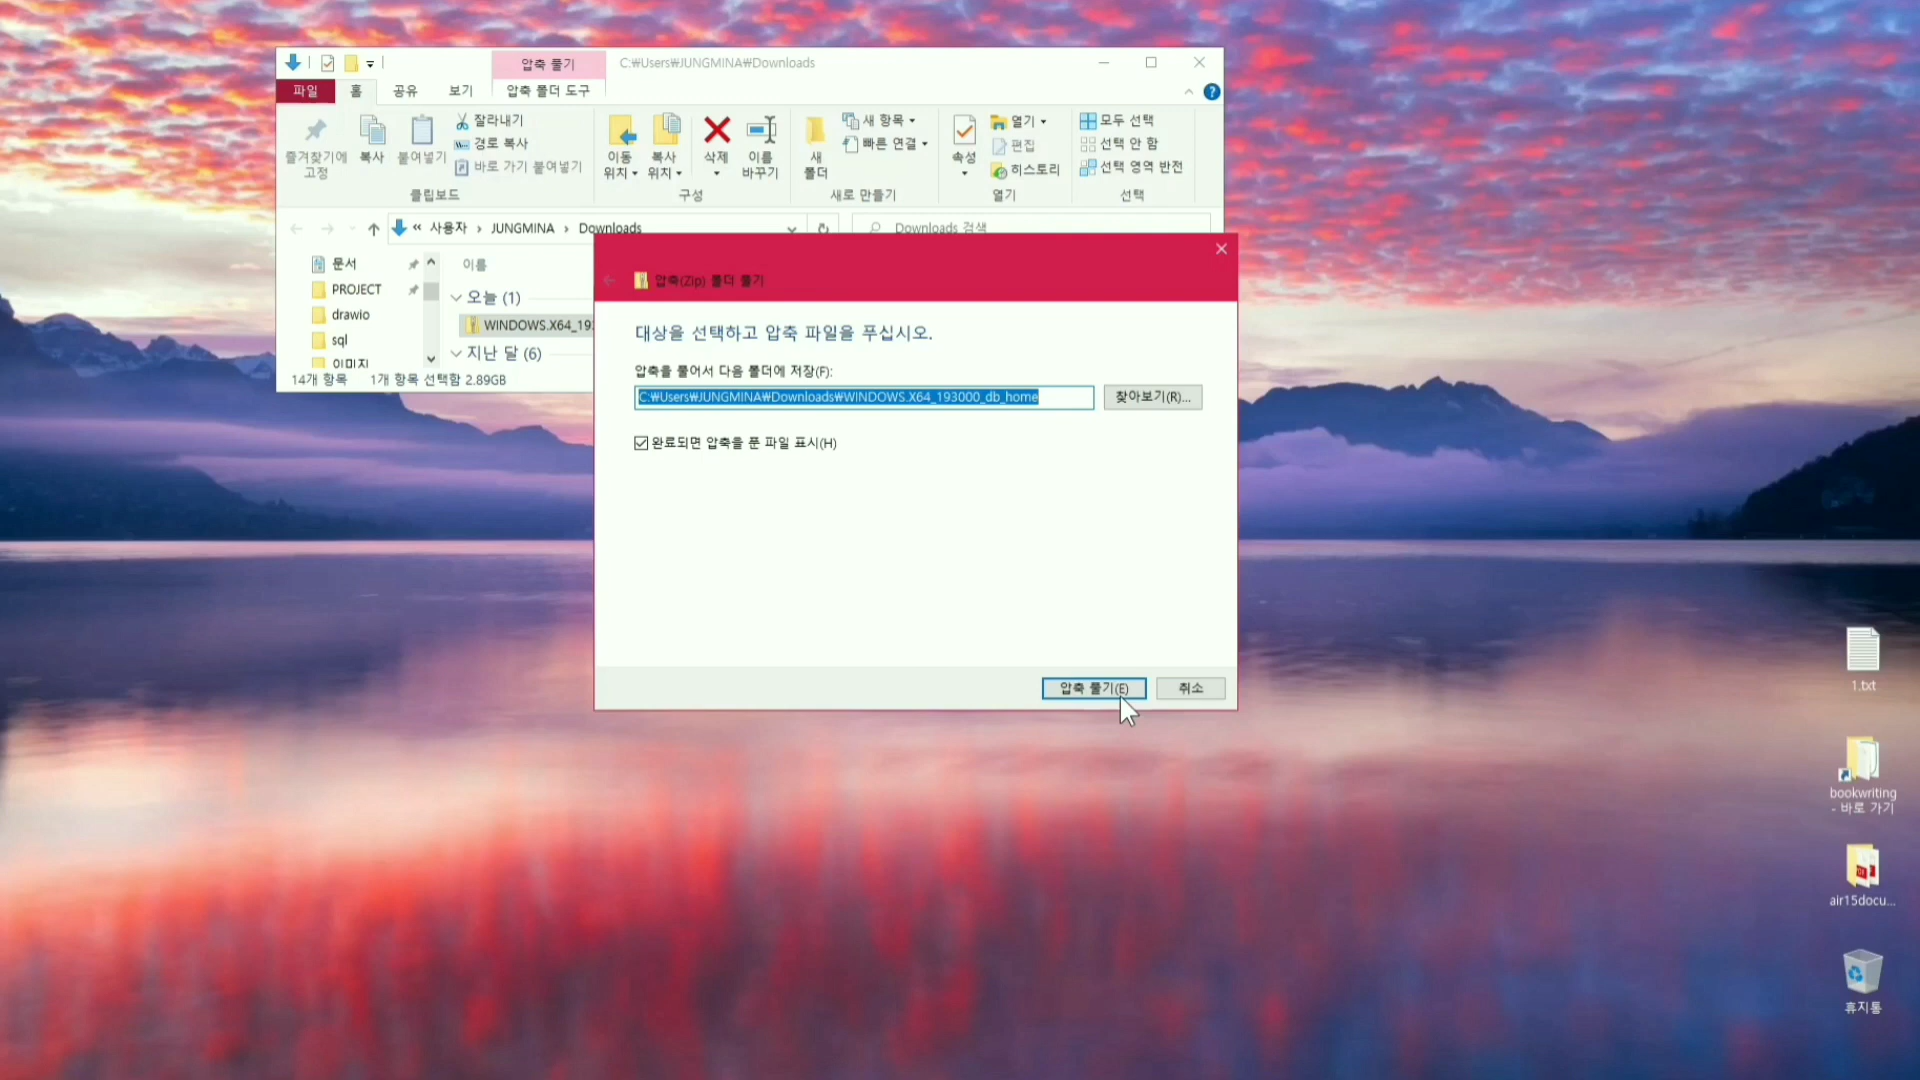 압축 풀기
C:₩Users₩JUNGMINA₩Downloads
파일
홈
공유
보기
압축 폴더 도구
즐겨찾기에
고정
복사
붙여넣기
잘라내기
경로 복사
바로 가기 붙여넣기
클립보드
이동
위치
복사
위치
삭제
이름
바꾸기
구성
새
폴더
새 항목
빠른 연결
새로 만들기
속성
열기
편집
히스토리
열기
모두 선택
선택 안 함
선택 영역 반전
선택
« 사용자 › JUNGMINA › Downloads
Downloads 검색
문서
PROJECT
drawio
sql
이미지
이름
오늘 (1)
WINDOWS.X64_193
지난 달 (6)
14개 항목
1개 항목 선택함 2.89GB
압축(Zip) 폴더 풀기
대상을 선택하고 압축 파일을 푸십시오.
압축을 풀어서 다음 폴더에 저장(F):
C:₩Users₩JUNGMINA₩Downloads₩WINDOWS.X64_193000_db_home
찾아보기(R)...
완료되면 압축을 푼 파일 표시(H)
압축 풀기(E)
취소
1.txt
bookwriting
- 바로 가기
air15docu...
휴지통